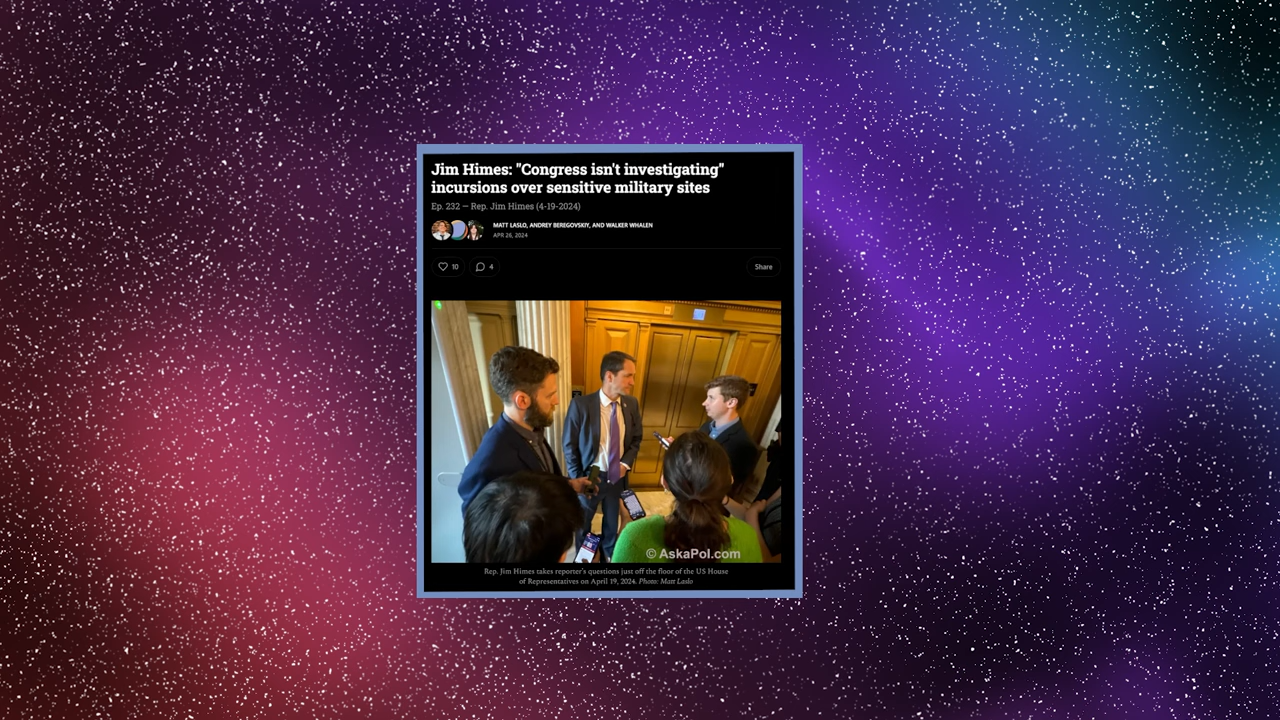 Jim Himes: "Congress isn't investigating"
incursions over sensitive military sites
Ep. 232 — Rep. Jim Himes (4-19-2024)
MATT LASLO, ANDREY BEREGOVSKIY, AND WALKER WHALEN
APR 26, 2024
10 4 Share
© AskaPol.com
Rep. Jim Himes takes reporter's questions just off the floor of the US House
of Representatives on April 19, 2024. Photo: Matt Laslo